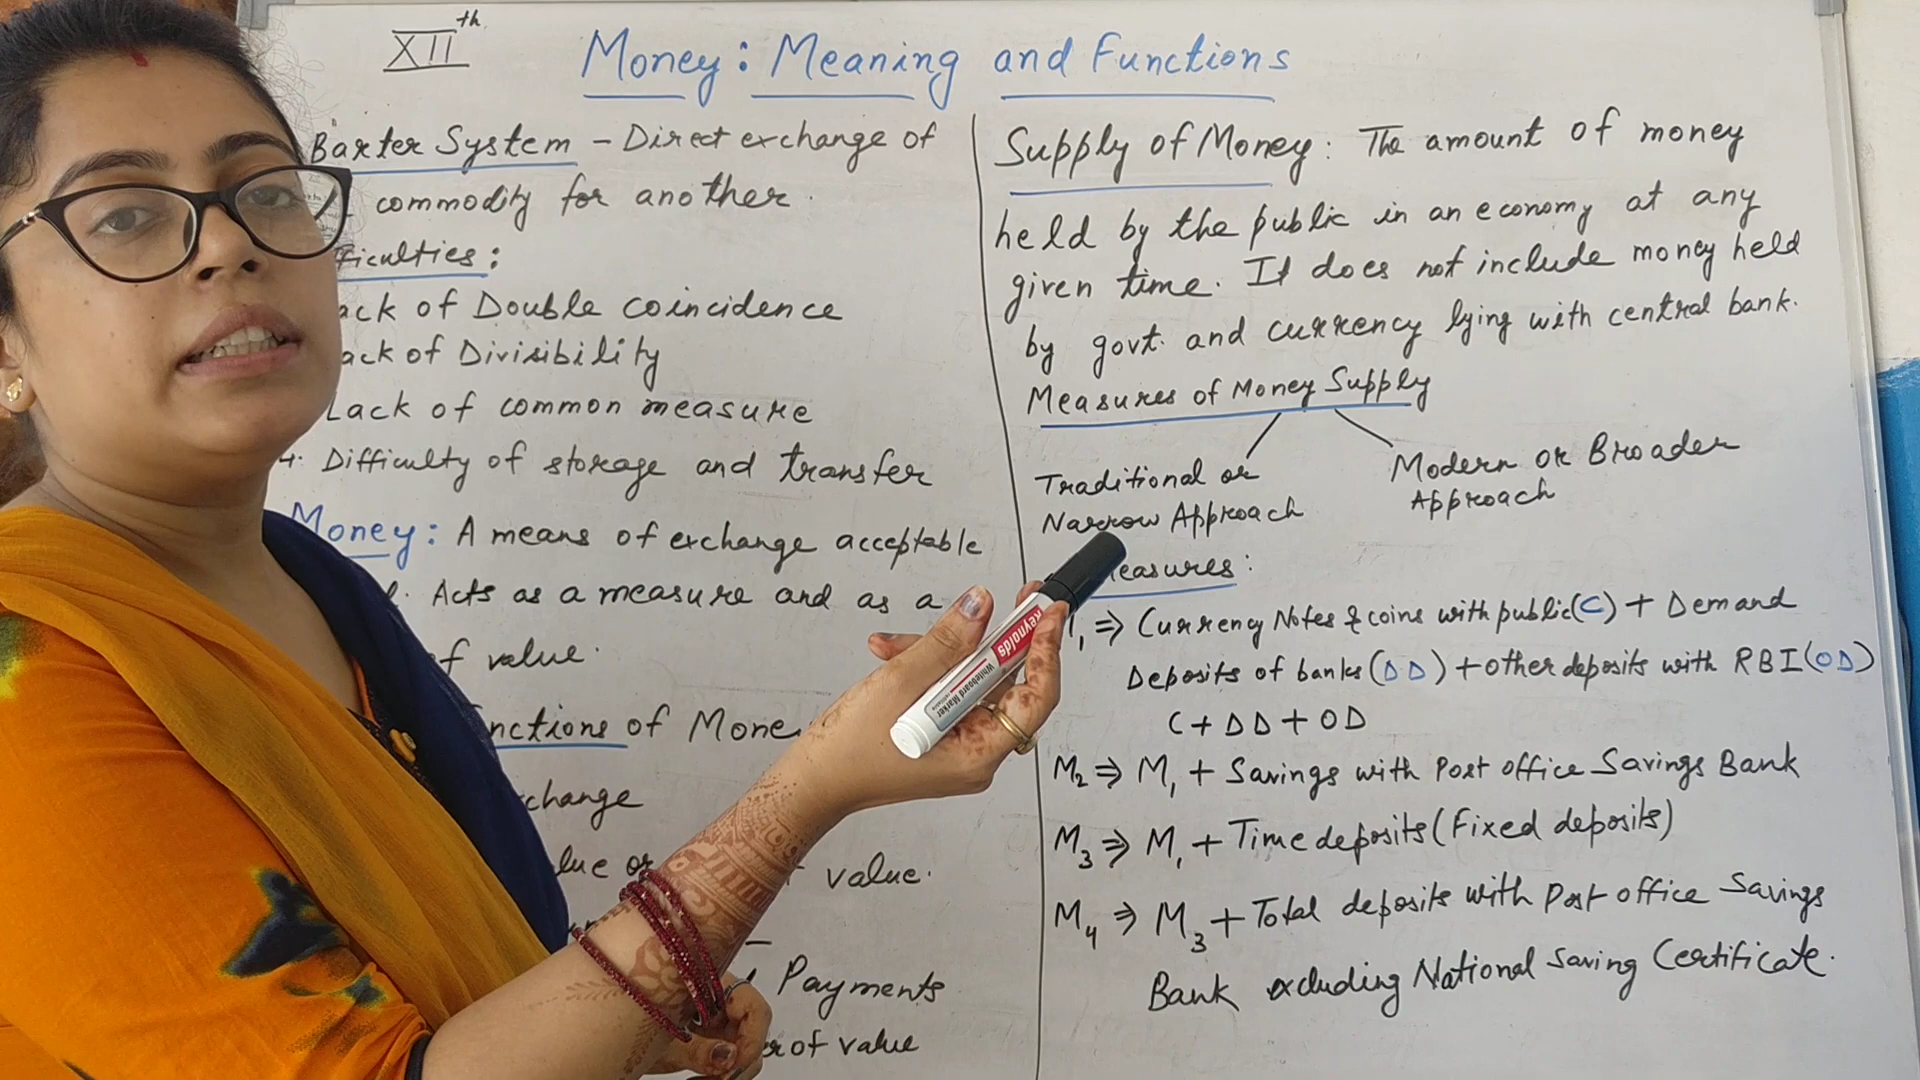 XIIth
Money: Meaning and Functions
Barter System – Direct exchange of
commodity for another.
fficulties:
ack of Double coincidence
ack of Divisibility
Lack of common measure
4. Difficulty of storage and transfer
Money: A means of exchange acceptable
Acts as a measure and as a
of value.
nctions of Mone
change
lue or value.
Payments
er of value
Supply of Money: The amount of money
held by the public in an economy at any
given time. It does not include money held
by govt. and currency lying with central bank.
Measures of Money Supply
Traditional or
Narrow Approach
Modern or Broader
Approach
easures:
1 ⇒ Currency Notes & coins with public(C) + Demand
Deposits of banks(DD) + other deposits with RBI(OD)
C + DD + OD
M2 ⇒ M1 + Savings with Post office Savings Bank
M3 ⇒ M1 + Time deposits (Fixed deposits)
M4 ⇒ M3 + Total deposits with Post office Savings
Bank excluding National Saving Certificate.
Reynolds
Whiteboard Marker